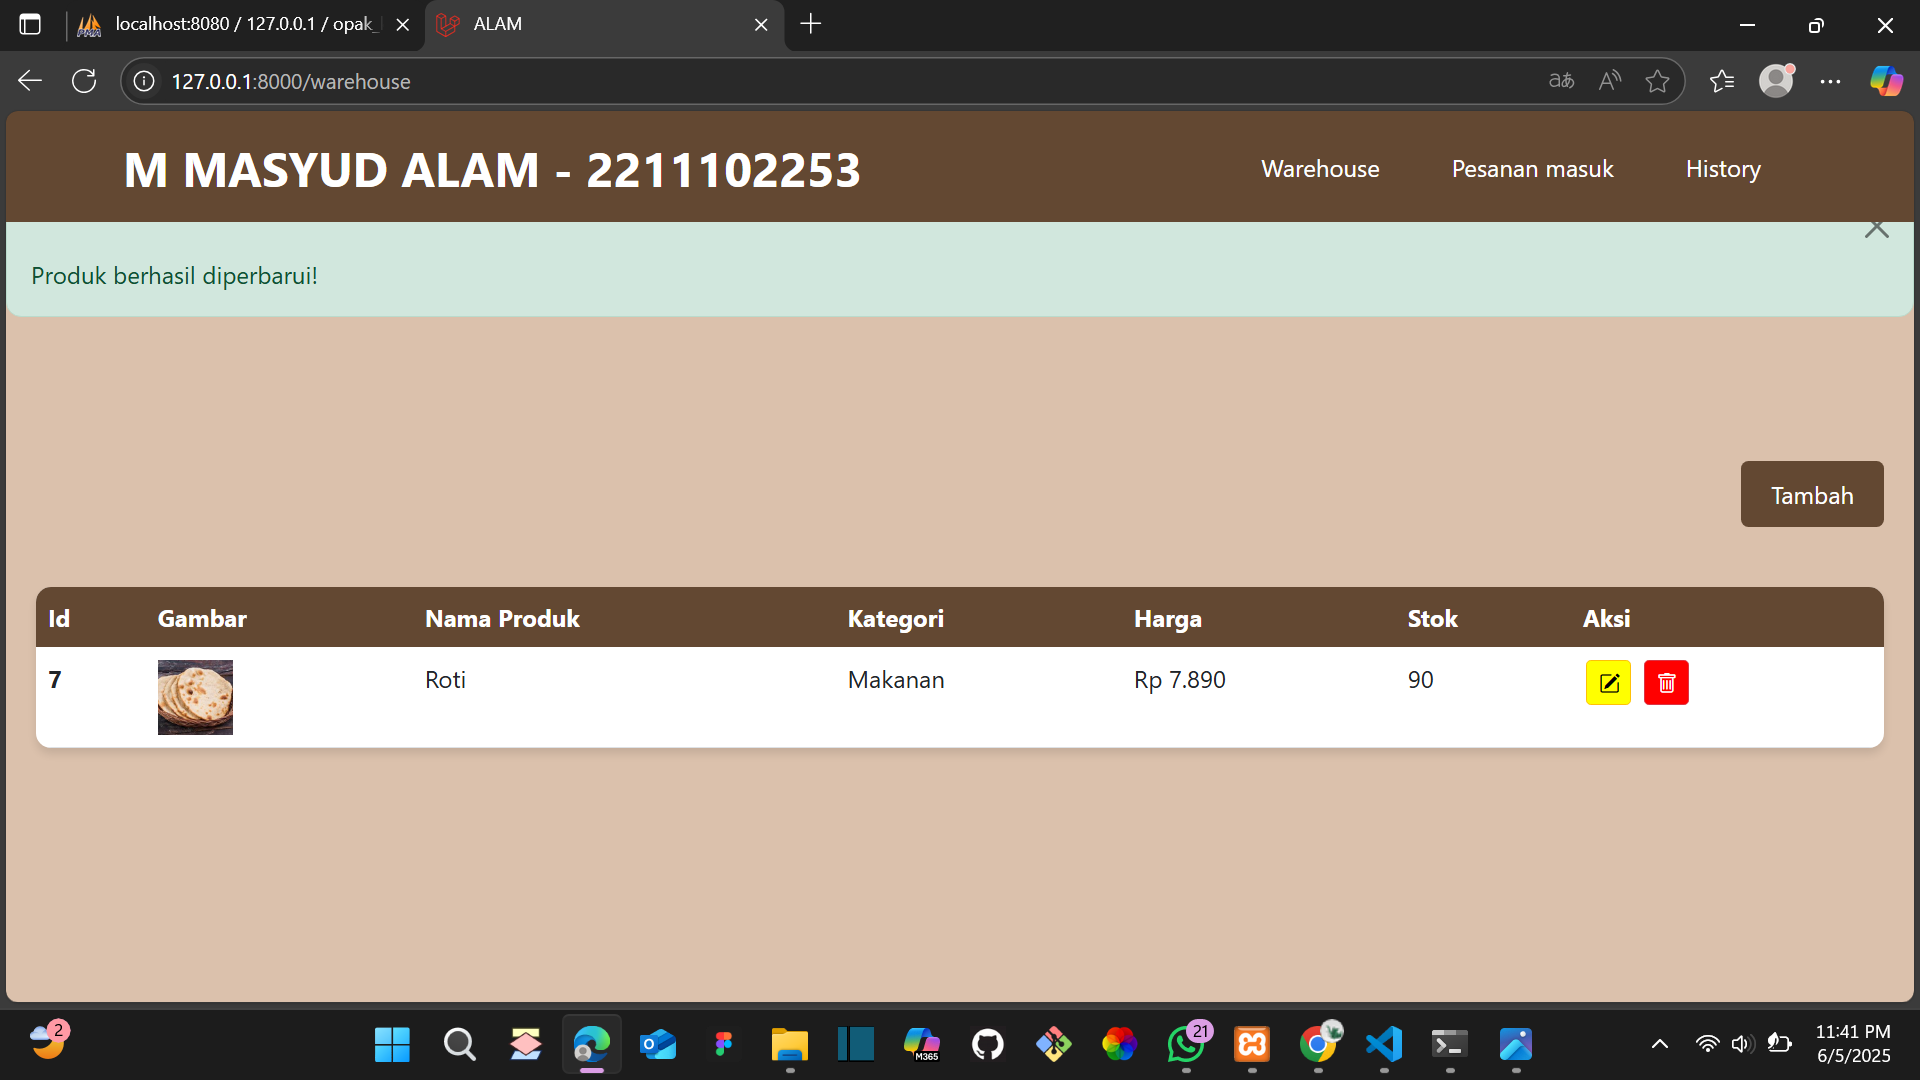 localhost:8080 / 127.0.0.1 / opak_
ALAM
127.0.0.1:8000/warehouse
M MASYUD ALAM - 2211102253
Warehouse
Pesanan masuk
History
Produk berhasil diperbarui!
Tambah
Id Gambar Nama Produk Kategori Harga Stok Aksi
7 Roti Makanan Rp 7.890 90
2
M365
21
11:41 PM
6/5/2025